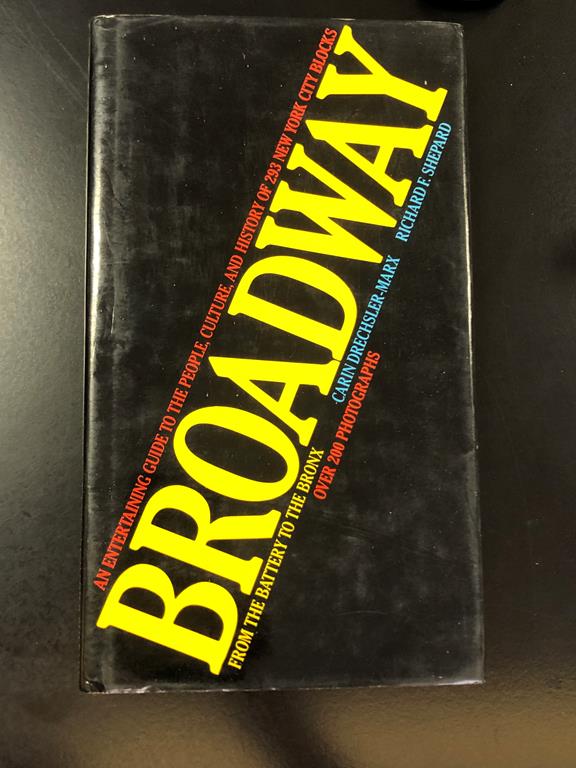 AN ENTERTAINING GUIDE TO THE PEOPLE, CULTURE, AND HISTORY OF 293 NEW YORK CITY BLOCKS
BROADWAY
FROM THE BATTERY TO THE BRONX
CARIN DRECHSLER-MARX RICHARD F. SHEPARD
OVER 200 PHOTOGRAPHS